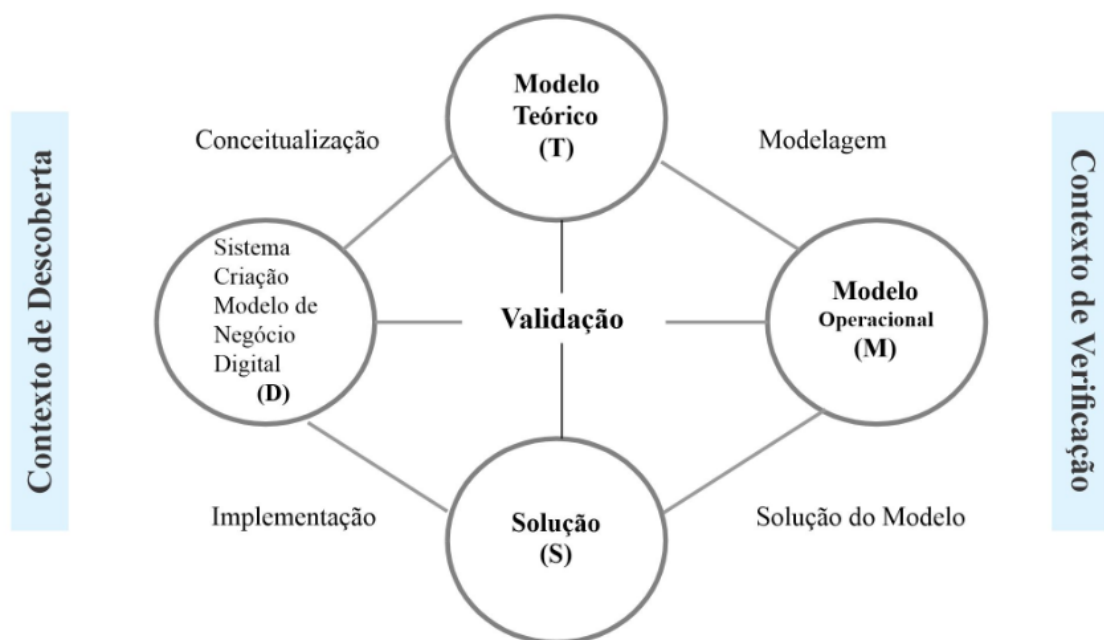 Modelo
Teórico
(T)
Conceitualização
Modelagem
Contexto de Descoberta
Contexto de Verificação
Sistema
Criação
Modelo de
Negócio
Digital
(D)
Validação
Modelo
Operacional
(M)
Implementação
Solução do Modelo
Solução
(S)